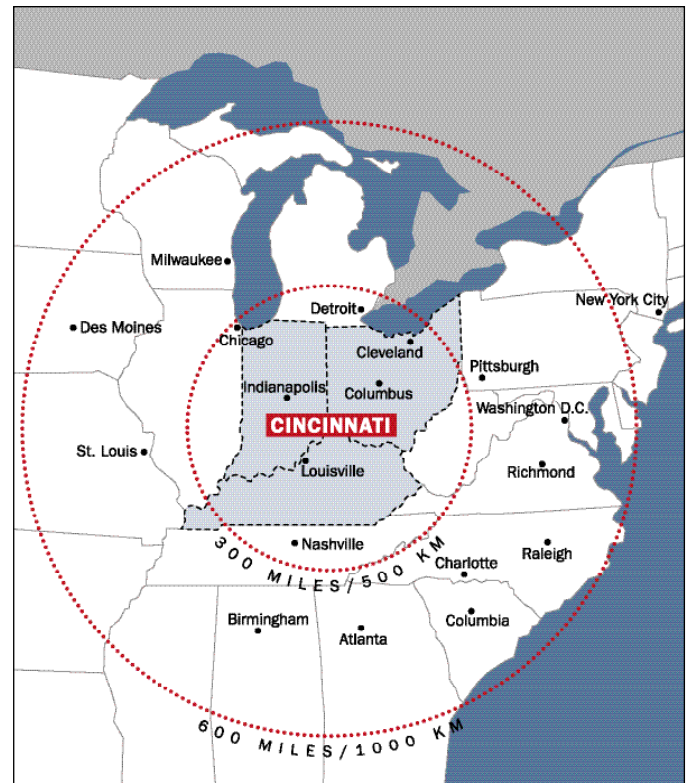 Milwaukee
New York City
Detroit
Des Moines
Chicago
Cleveland
Pittsburgh
Indianapolis
Columbus
Washington D.C.
CINCINNATI
St. Louis
Louisville
Richmond
Nashville
Raleigh
Charlotte
300 MILES/500 KM
Birmingham
Columbia
Atlanta
600 MILES/1000 KM